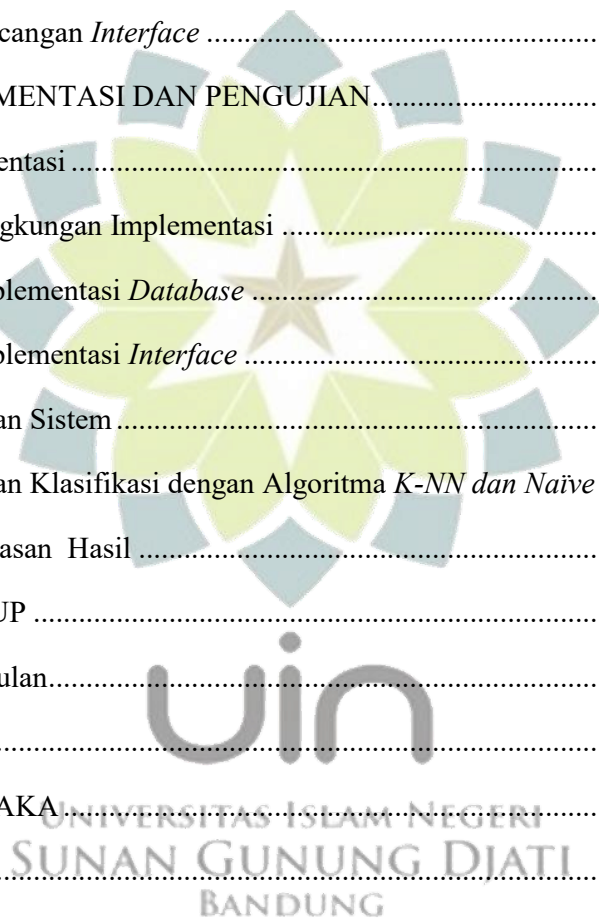 cangan Interface ........................................
MENTASI DAN PENGUJIAN..............................
entasi ........................................................
gkungan Implementasi ...................................
plementasi Database .....................................
plementasi Interface ......................................
an Sistem ...................................................
an Klasifikasi dengan Algoritma K-NN dan Naïve
asan Hasil ..................................................
UP .............................................................
uin
ulan...........................................................
.................................................................
AKA ..........................................................
UNIVERSITAS ISLAM NEGERI
SUNAN GUNUNG DJATI
.................................................................
BANDUNG